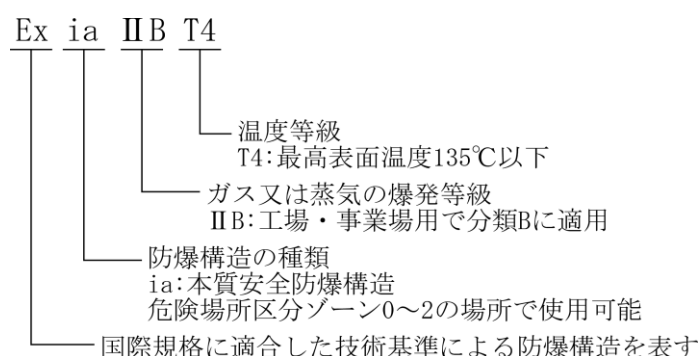 Ex ia ⅡB T4
温度等級
T4:最高表面温度135℃以下
ガス又は蒸気の爆発等級
ⅡB:工場・事業場用で分類Bに適用
防爆構造の種類
ia:本質安全防爆構造
危険場所区分ゾーン0～2の場所で使用可能
国際規格に適合した技術基準による防爆構造を表す